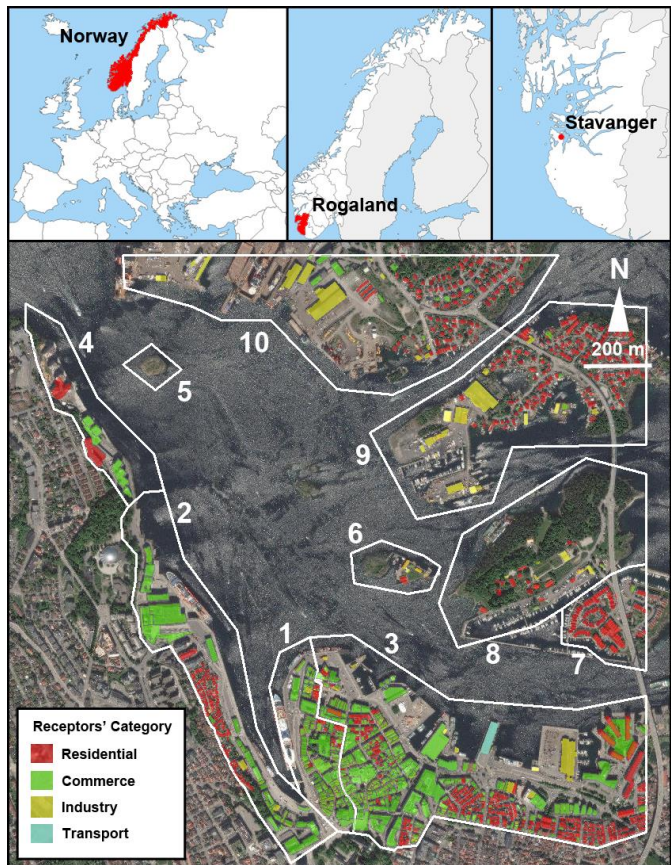 Norway
Rogaland
Stavanger
N
200 m
4
10
5
9
2
6
1
3
8
7
Receptors' Category
Residential
Commerce
Industry
Transport